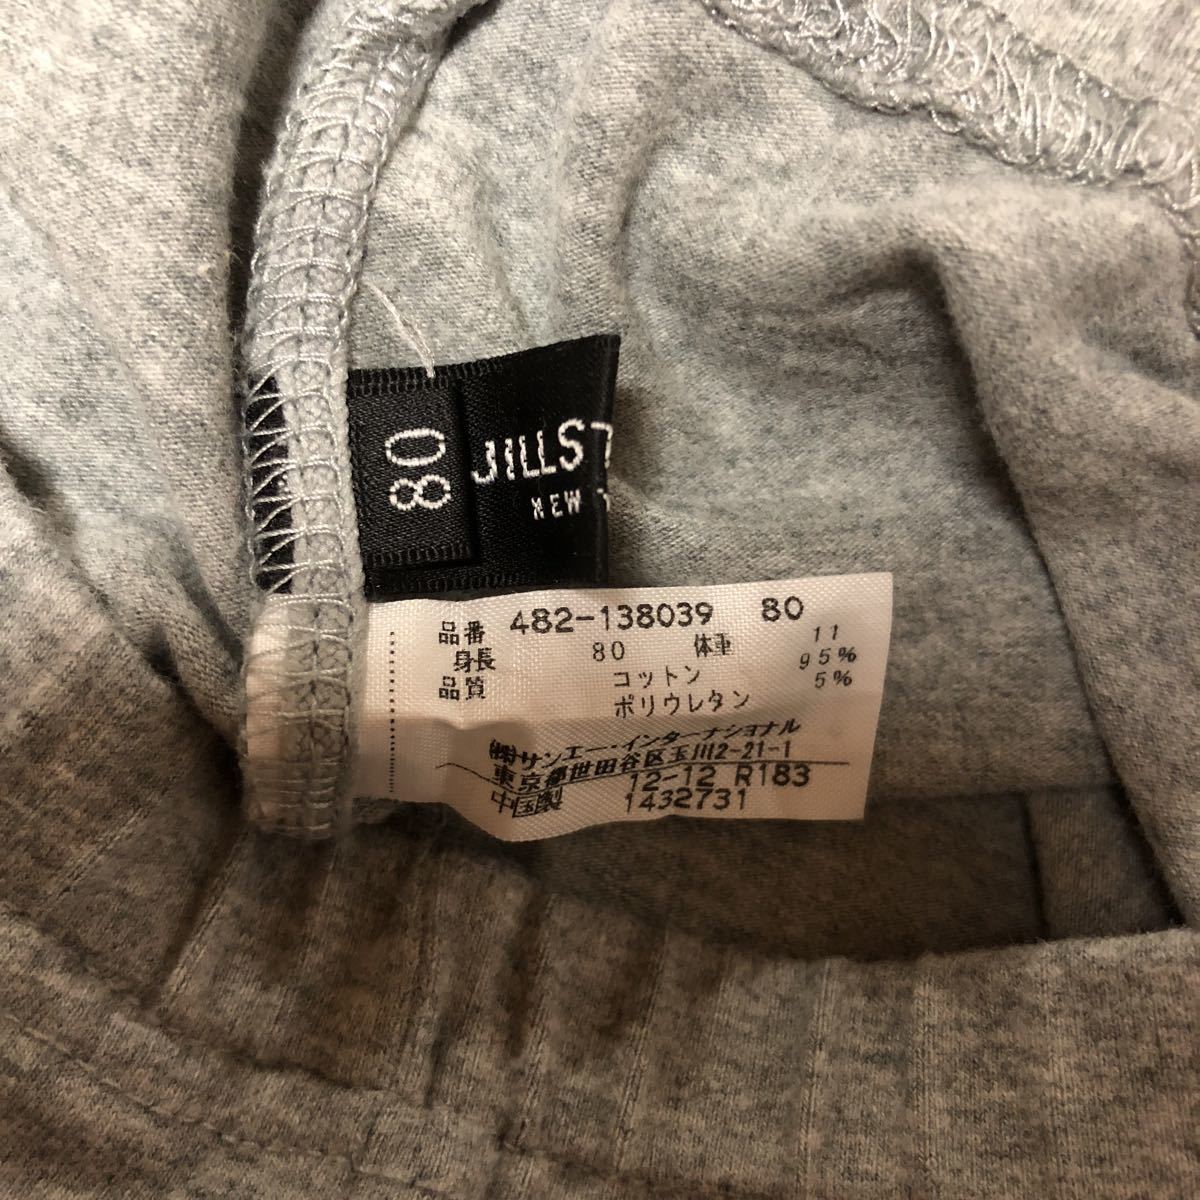 80
JILLST
NEW
品番 482-138039 80
身長 80 体重 11
品質 コットン 95%
ポリウレタン 5%
㈱サンエー・インターナショナル
東京都世田谷区玉川2-21-1
12-12 R183
中国製 1432731